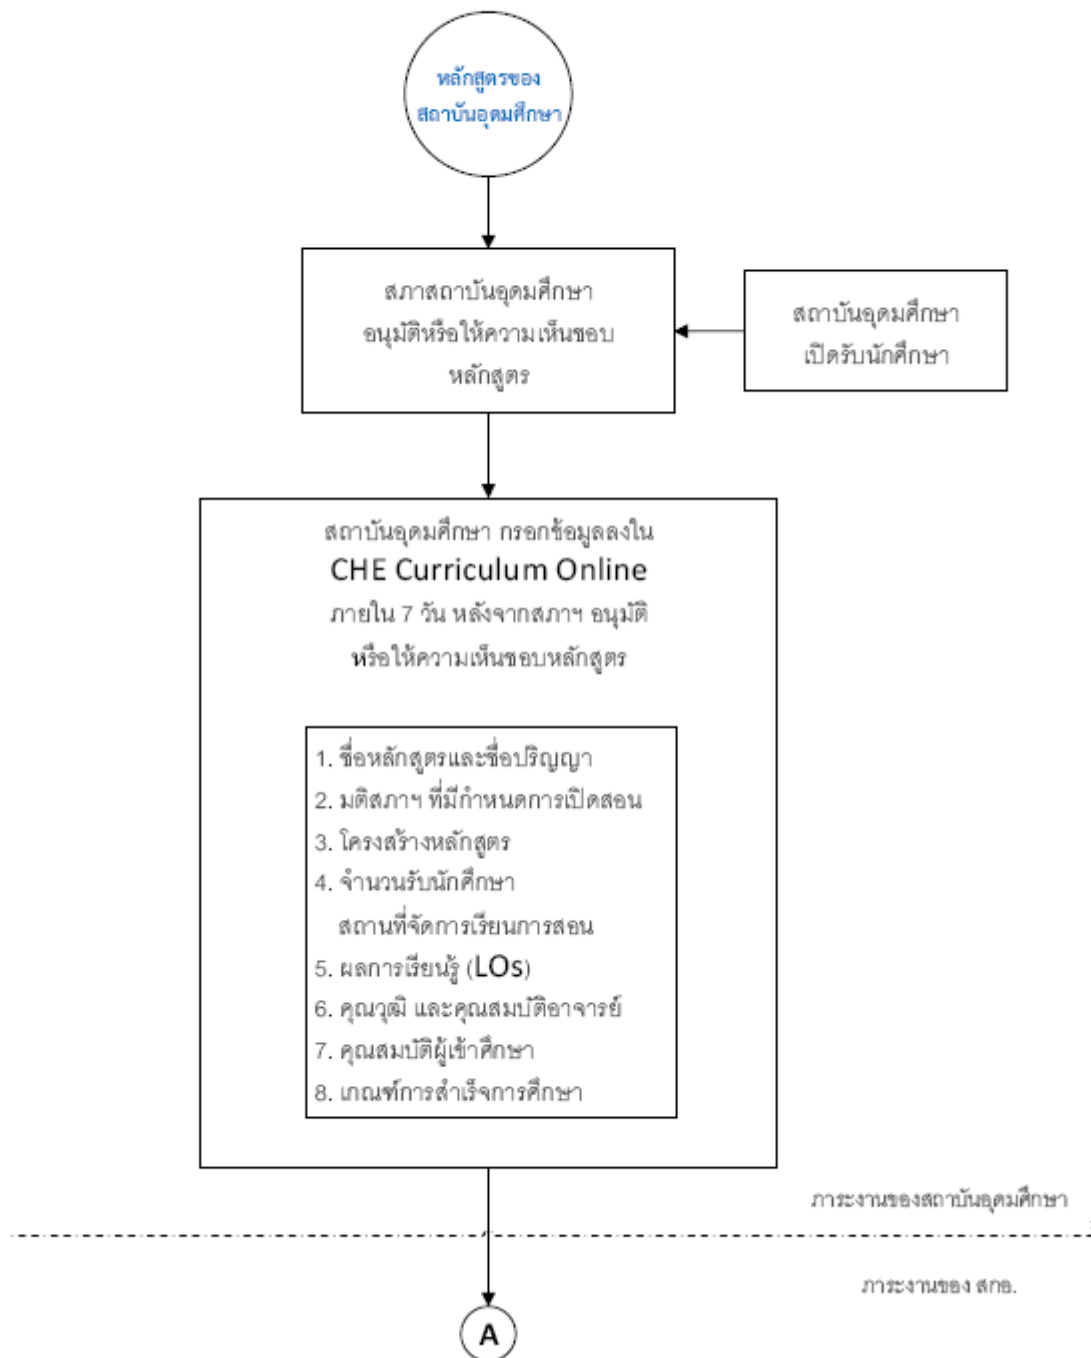 หลักสูตรของ
สถาบันอุดมศึกษา
สภาสถาบันอุดมศึกษา
อนุมัติหรือให้ความเห็นชอบ
หลักสูตร
สถาบันอุดมศึกษา
เปิดรับนักศึกษา
สถาบันอุดมศึกษา กรอกข้อมูลลงใน
CHE Curriculum Online
ภายใน 7 วัน หลังจากสภาฯ อนุมัติ
หรือให้ความเห็นชอบหลักสูตร
1. ชื่อหลักสูตรและชื่อปริญญา
2. มติสภาฯ ที่มีกำหนดการเปิดสอน
3. โครงสร้างหลักสูตร
4. จำนวนรับนักศึกษา
สถานที่จัดการเรียนการสอน
5. ผลการเรียนรู้ (LOs)
6. คุณวุฒิ และคุณสมบัติอาจารย์
7. คุณสมบัติผู้เข้าศึกษา
8. เกณฑ์การสำเร็จการศึกษา
ภาระงานของสถาบันอุดมศึกษา
ภาระงานของ สกอ.
A